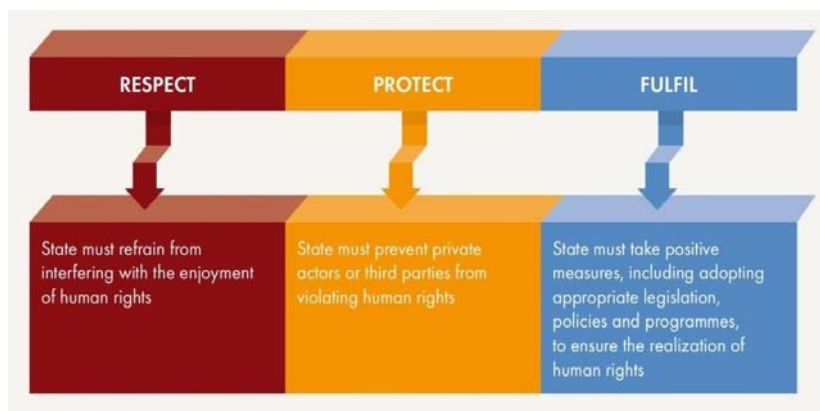 RESPECT
PROTECT
FULFIL
State must refrain from
interfering with the enjoyment
of human rights
State must prevent private
actors or third parties from
violating human rights
State must take positive
measures, including adopting
appropriate legislation,
policies and programmes,
to ensure the realization of
human rights